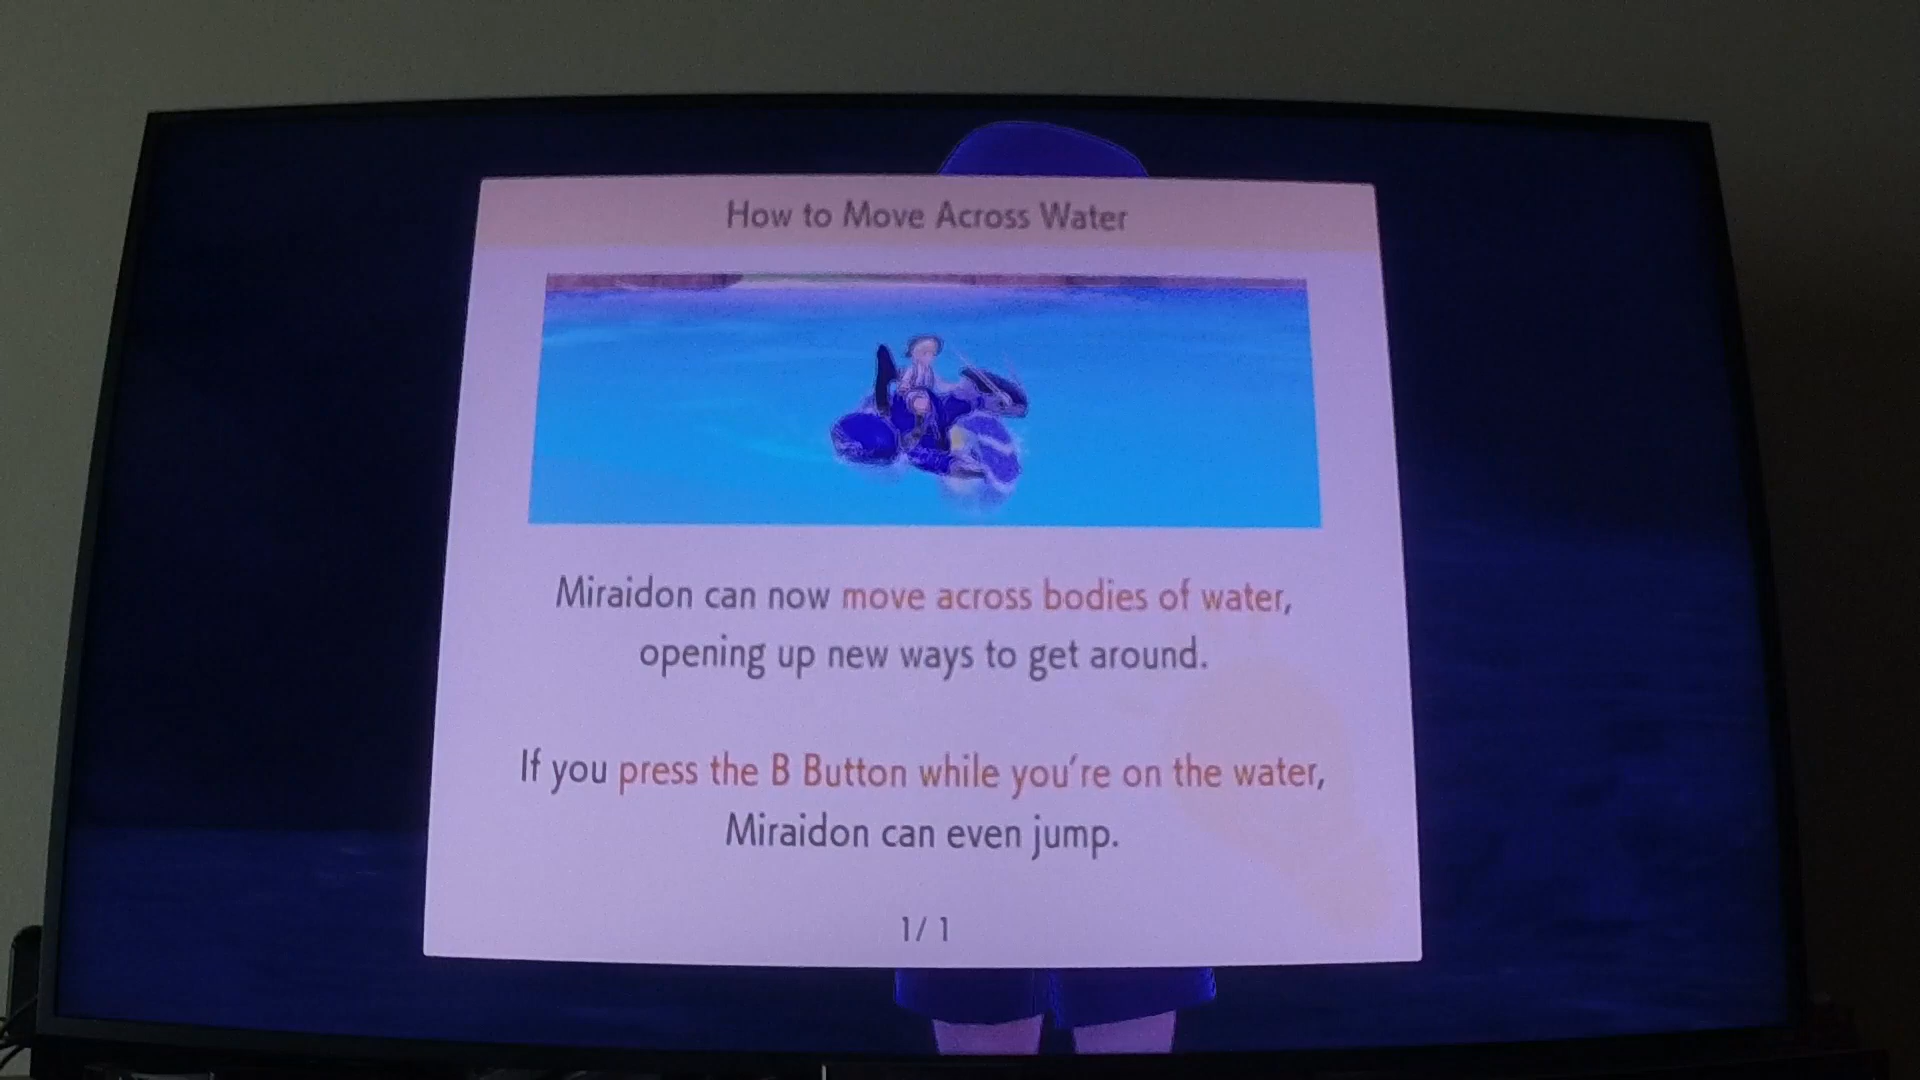 How to Move Across Water
Miraidon can now move across bodies of water,
opening up new ways to get around.
If you press the B Button while you're on the water,
Miraidon can even jump.
1/1